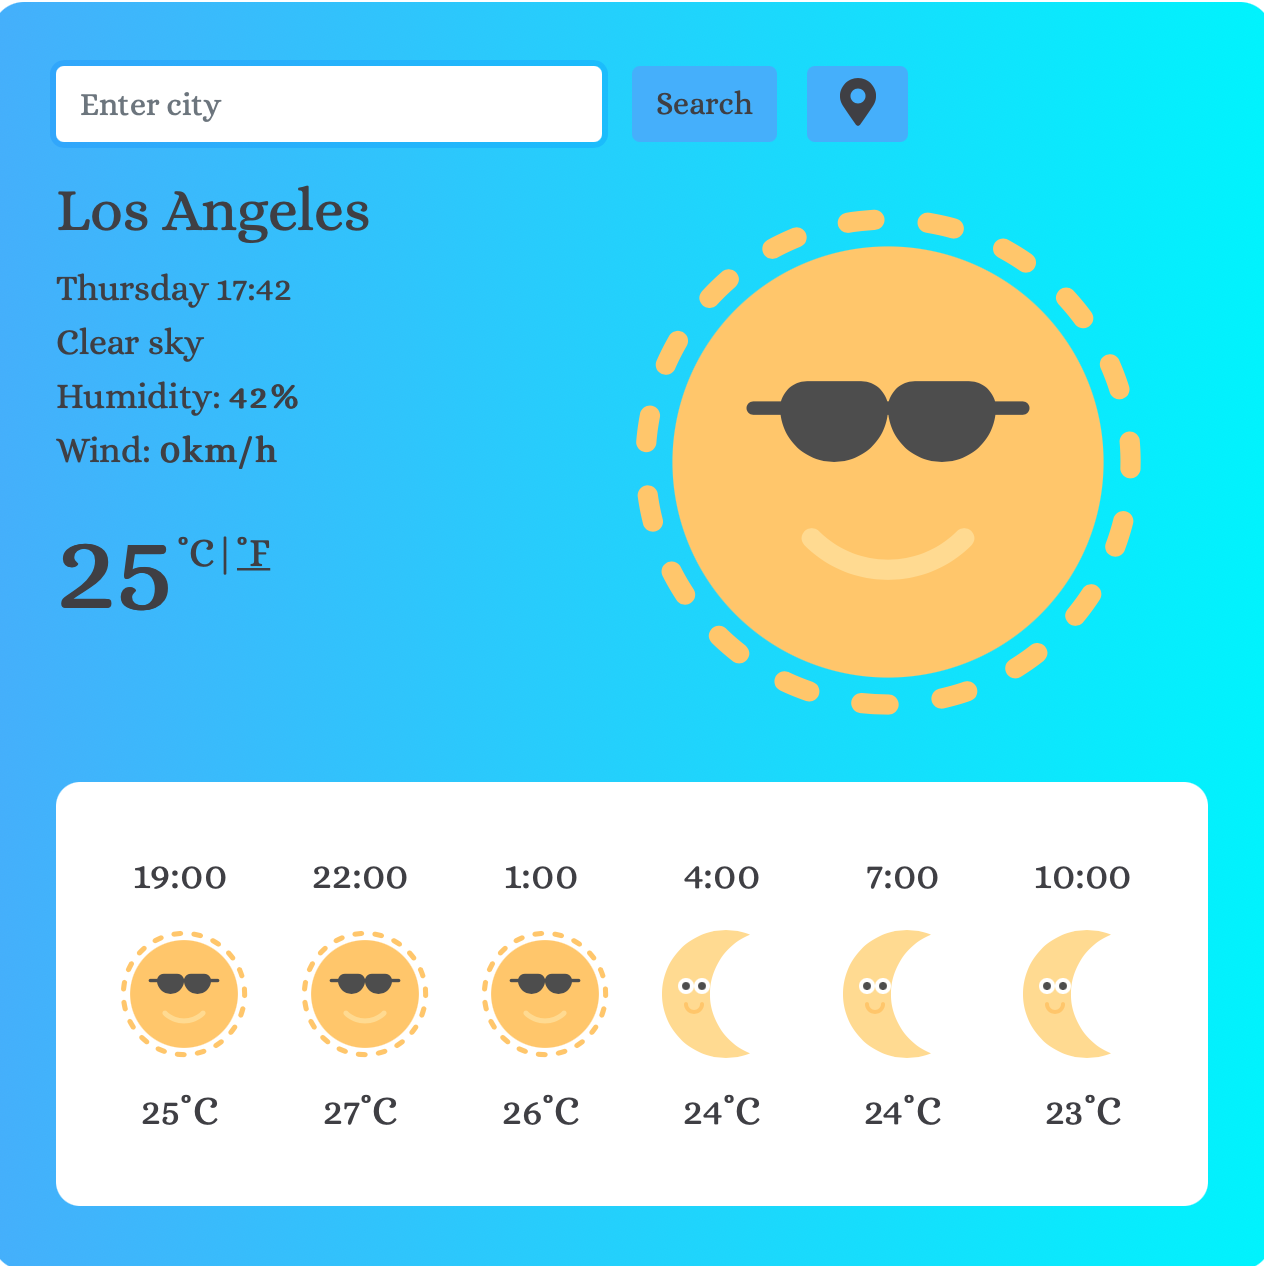 Enter city
Search
Los Angeles
Thursday 17:42
Clear sky
Humidity: 42%
Wind: 0km/h
25 °C|°F
19:00 22:00 1:00 4:00 7:00 10:00
25°C 27°C 26°C 24°C 24°C 23°C